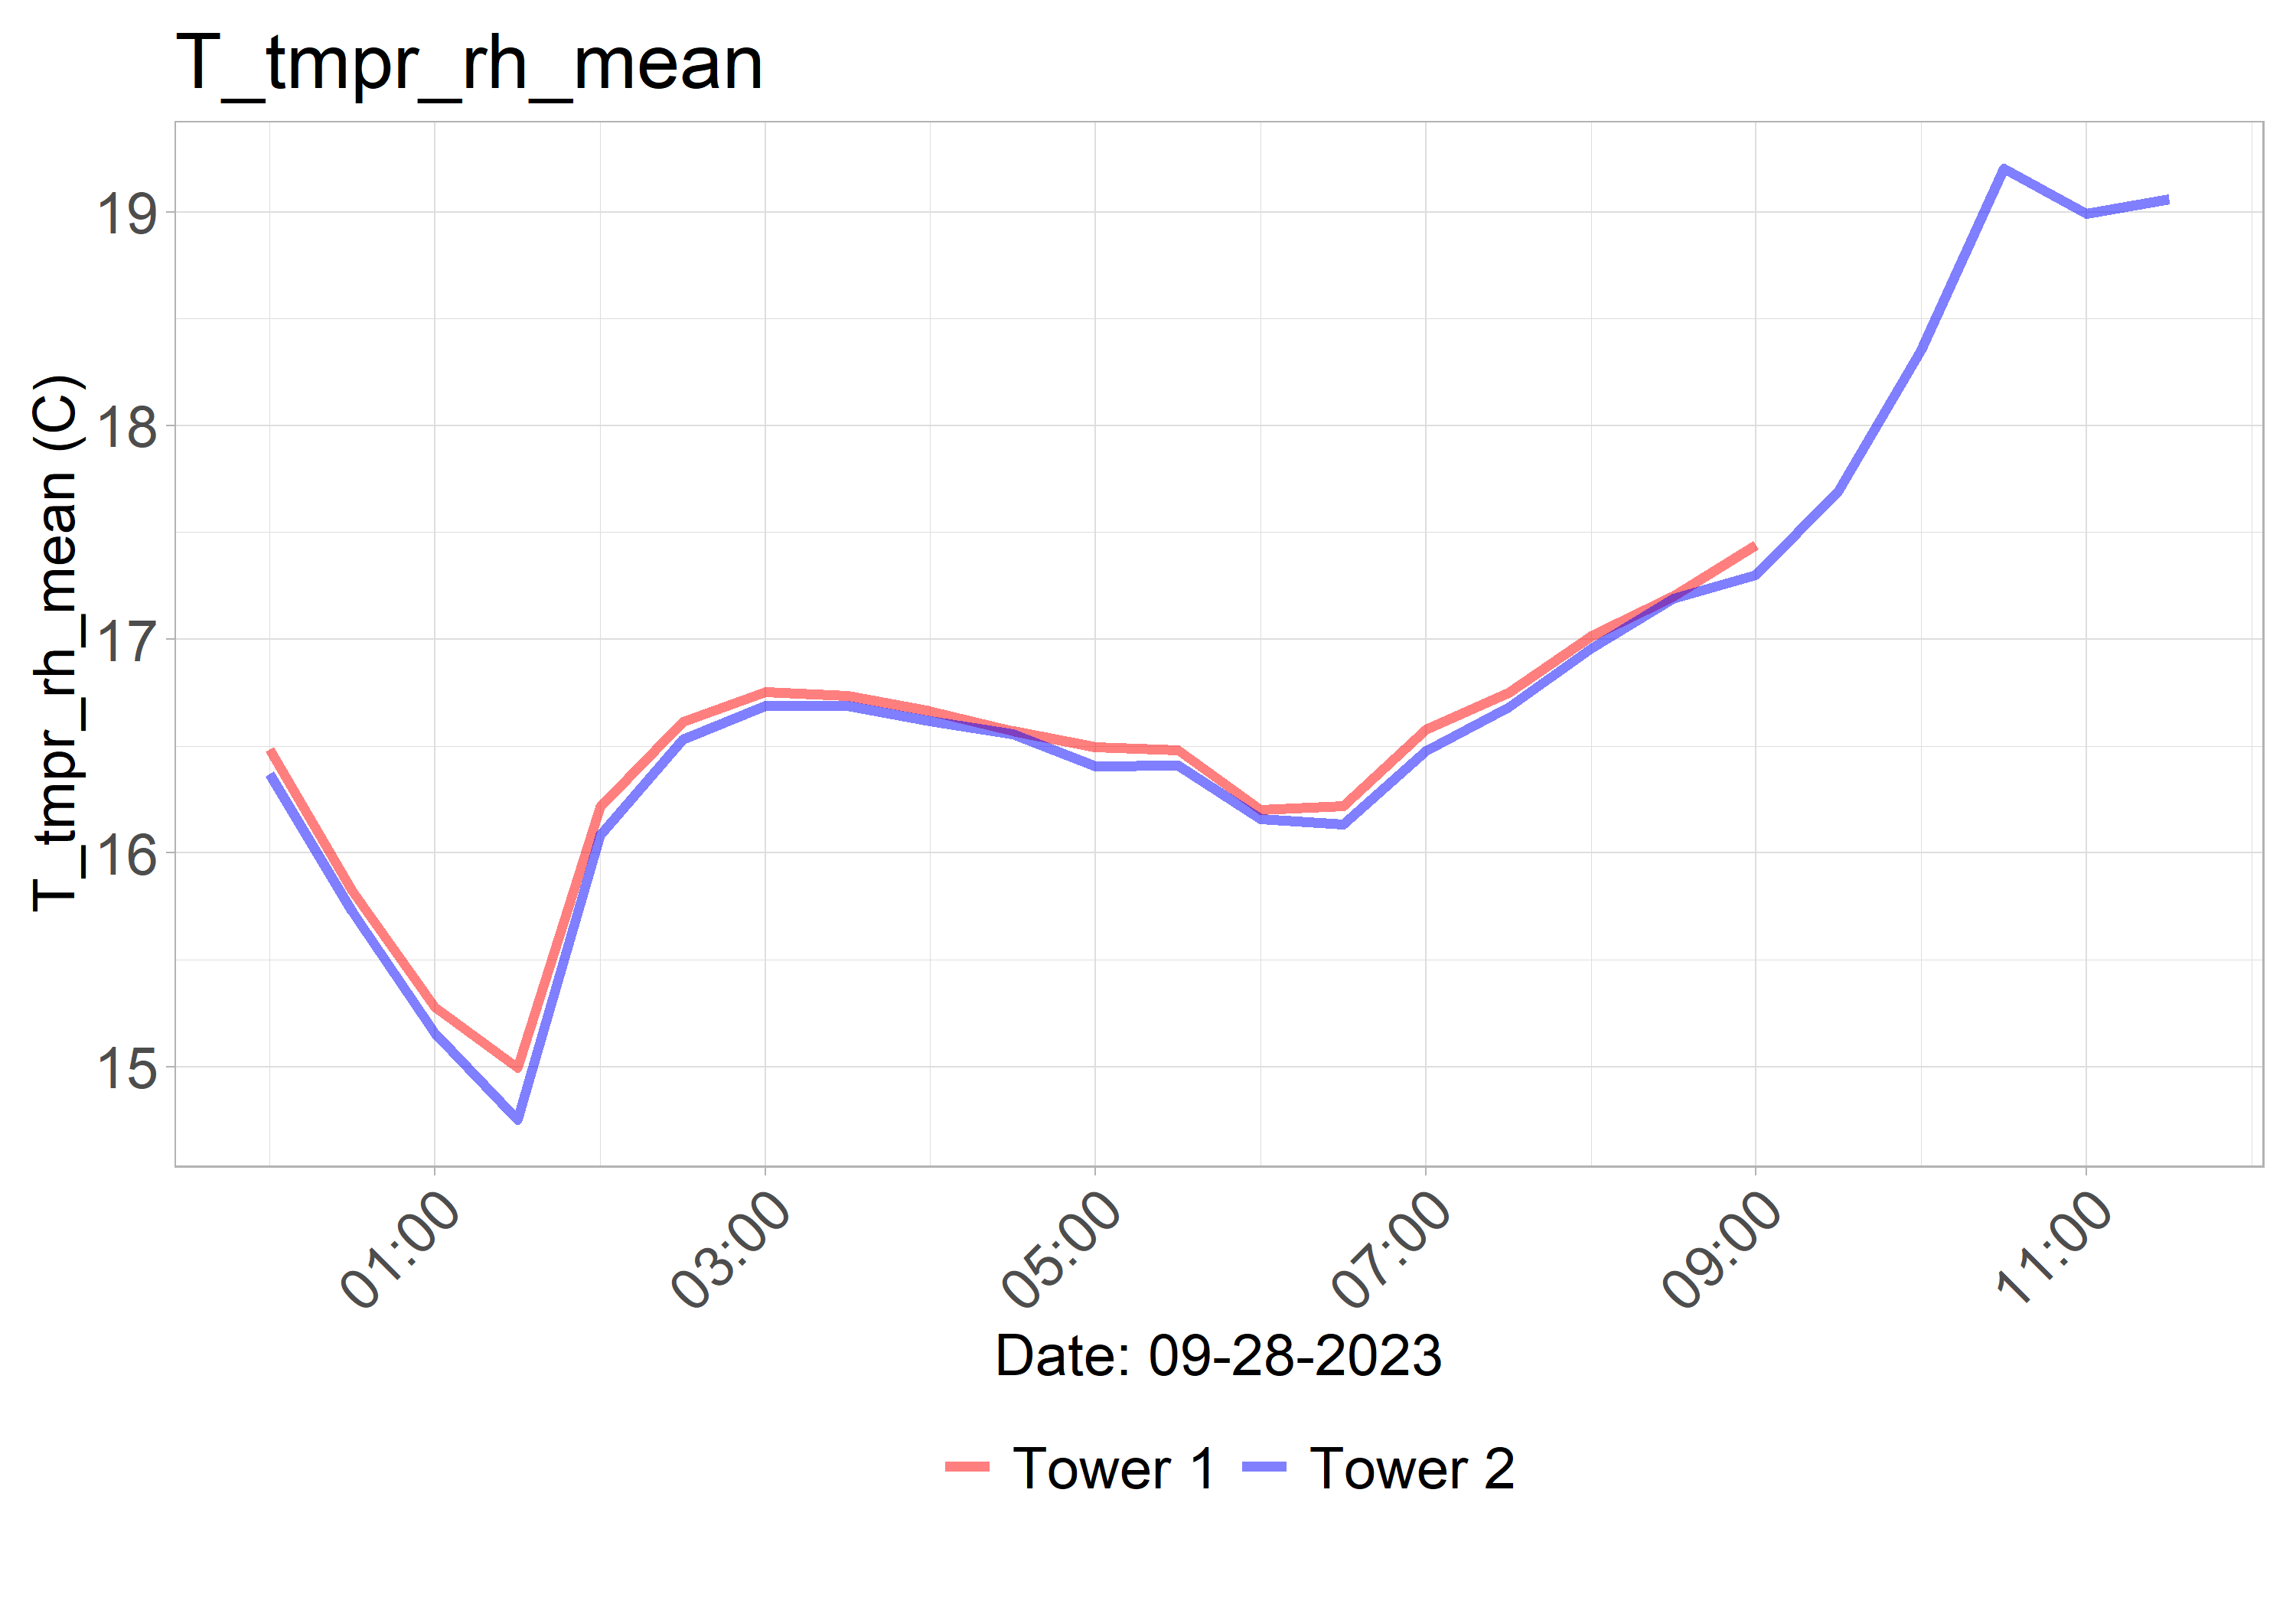 T_tmpr_rh_mean
T_tmpr_rh_mean (C)
19
18
17
16
15
01:00
03:00
05:00
07:00
09:00
11:00
Date: 09-28-2023
Tower 1 Tower 2